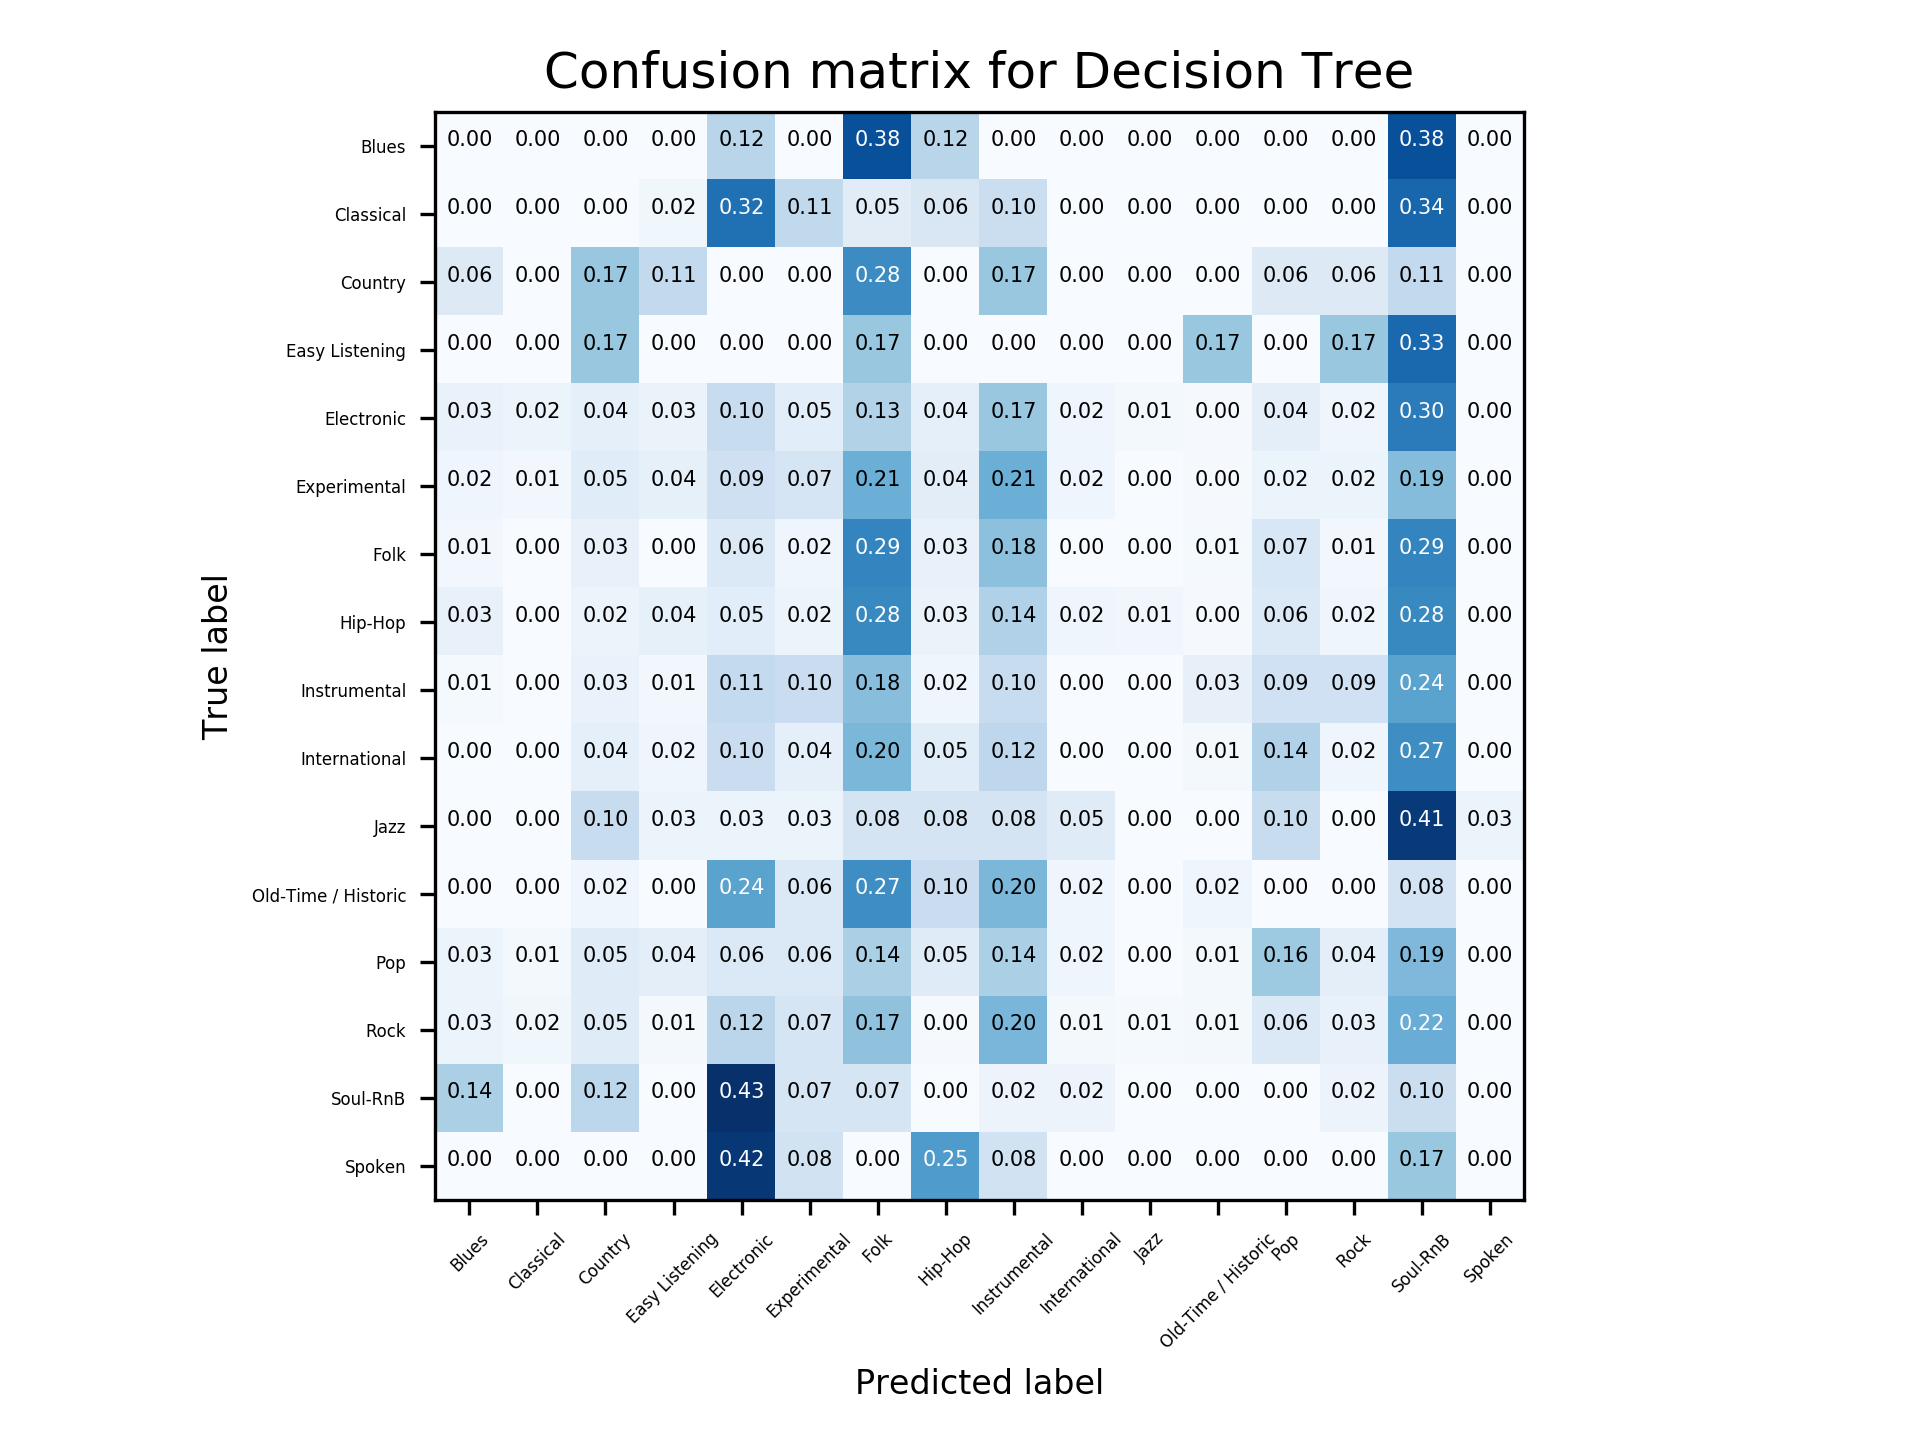 Confusion matrix for Decision Tree
True label
Blues 0.00 0.00 0.00 0.00 0.12 0.00 0.38 0.12 0.00 0.00 0.00 0.00 0.00 0.00 0.38 0.00
Classical 0.00 0.00 0.00 0.02 0.32 0.11 0.05 0.06 0.10 0.00 0.00 0.00 0.00 0.00 0.34 0.00
Country 0.06 0.00 0.17 0.11 0.00 0.00 0.28 0.00 0.17 0.00 0.00 0.00 0.06 0.06 0.11 0.00
Easy Listening 0.00 0.00 0.17 0.00 0.00 0.00 0.17 0.00 0.00 0.00 0.00 0.17 0.00 0.17 0.33 0.00
Electronic 0.03 0.02 0.04 0.03 0.10 0.05 0.13 0.04 0.17 0.02 0.01 0.00 0.04 0.02 0.30 0.00
Experimental 0.02 0.01 0.05 0.04 0.09 0.07 0.21 0.04 0.21 0.02 0.00 0.00 0.02 0.02 0.19 0.00
Folk 0.01 0.00 0.03 0.00 0.06 0.02 0.29 0.03 0.18 0.00 0.00 0.01 0.07 0.01 0.29 0.00
Hip-Hop 0.03 0.00 0.02 0.04 0.05 0.02 0.28 0.03 0.14 0.02 0.01 0.00 0.06 0.02 0.28 0.00
Instrumental 0.01 0.00 0.03 0.01 0.11 0.10 0.18 0.02 0.10 0.00 0.00 0.03 0.09 0.09 0.24 0.00
International 0.00 0.00 0.04 0.02 0.10 0.04 0.20 0.05 0.12 0.00 0.00 0.01 0.14 0.02 0.27 0.00
Jazz 0.00 0.00 0.10 0.03 0.03 0.03 0.08 0.08 0.08 0.05 0.00 0.00 0.10 0.00 0.41 0.03
Old-Time / Historic 0.00 0.00 0.02 0.00 0.24 0.06 0.27 0.10 0.20 0.02 0.00 0.02 0.00 0.00 0.08 0.00
Pop 0.03 0.01 0.05 0.04 0.06 0.06 0.14 0.05 0.14 0.02 0.00 0.01 0.16 0.04 0.19 0.00
Rock 0.03 0.02 0.05 0.01 0.12 0.07 0.17 0.00 0.20 0.01 0.01 0.01 0.06 0.03 0.22 0.00
Soul-RnB 0.14 0.00 0.12 0.00 0.43 0.07 0.07 0.00 0.02 0.02 0.00 0.00 0.00 0.02 0.10 0.00
Spoken 0.00 0.00 0.00 0.00 0.42 0.08 0.00 0.25 0.08 0.00 0.00 0.00 0.00 0.00 0.17 0.00
Blues Classical Country Easy Listening Electronic Experimental Folk Hip-Hop Instrumental International Jazz Old-Time / Historic Pop Rock Soul-RnB Spoken
Predicted label